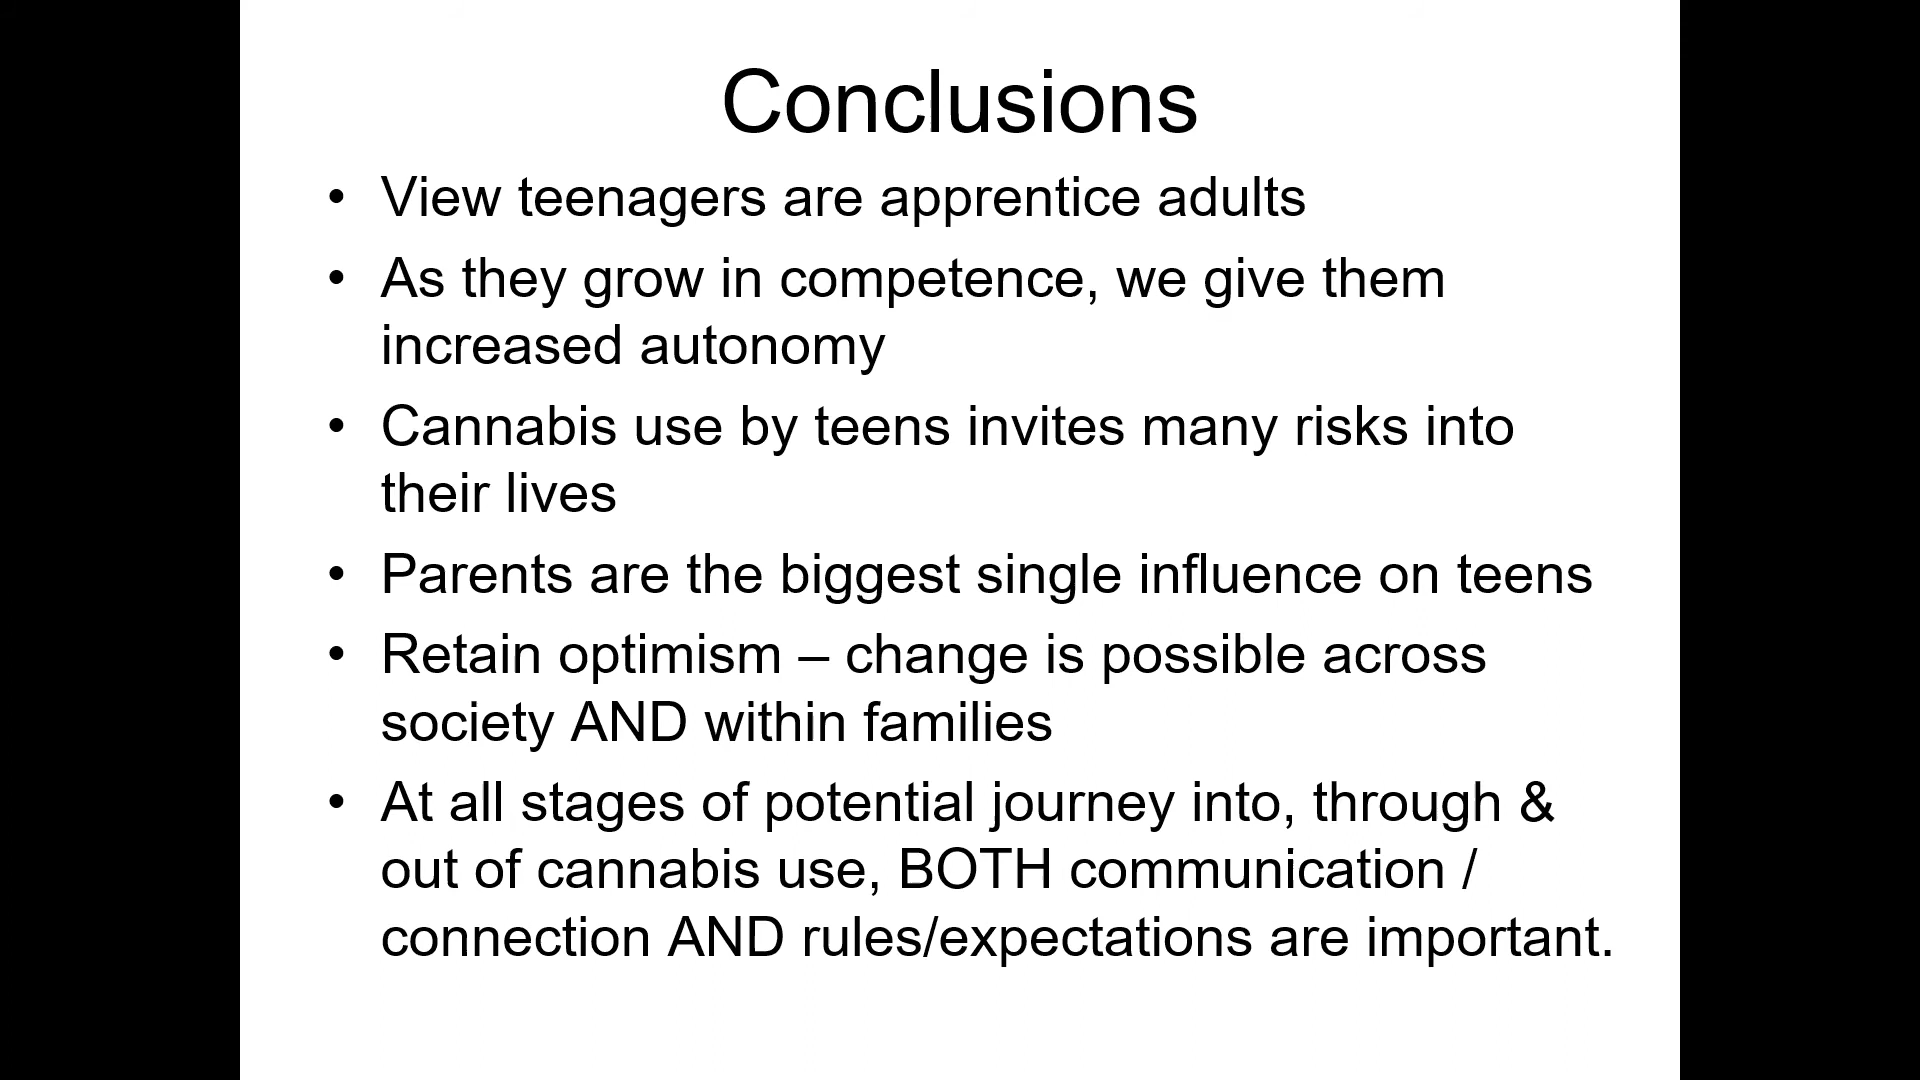 Conclusions
• View teenagers are apprentice adults
• As they grow in competence, we give them
increased autonomy
• Cannabis use by teens invites many risks into
their lives
• Parents are the biggest single influence on teens
• Retain optimism – change is possible across
society AND within families
• At all stages of potential journey into, through &
out of cannabis use, BOTH communication /
connection AND rules/expectations are important.